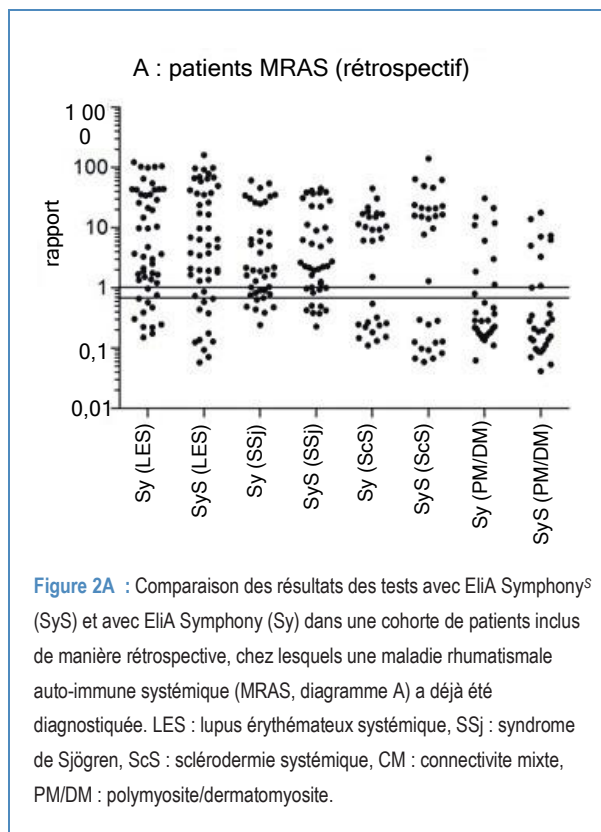 A : patients MRAS (rétrospectif)
1 00
0
100
10
1
0,1
0,01
rapport
Sy (LES)
SyS (LES)
Sy (SSj)
SyS (SSj)
Sy (ScS)
SyS (ScS)
Sy (PM/DM)
SyS (PM/DM)
Figure 2A : Comparaison des résultats des tests avec EliA Symphonyˢ
(SyS) et avec EliA Symphony (Sy) dans une cohorte de patients inclus
de manière rétrospective, chez lesquels une maladie rhumatismale
auto-immune systémique (MRAS, diagramme A) a déjà été
diagnostiquée. LES : lupus érythémateux systémique, SSj : syndrome
de Sjögren, ScS : sclérodermie systémique, CM : connectivite mixte,
PM/DM : polymyosite/dermatomyosite.